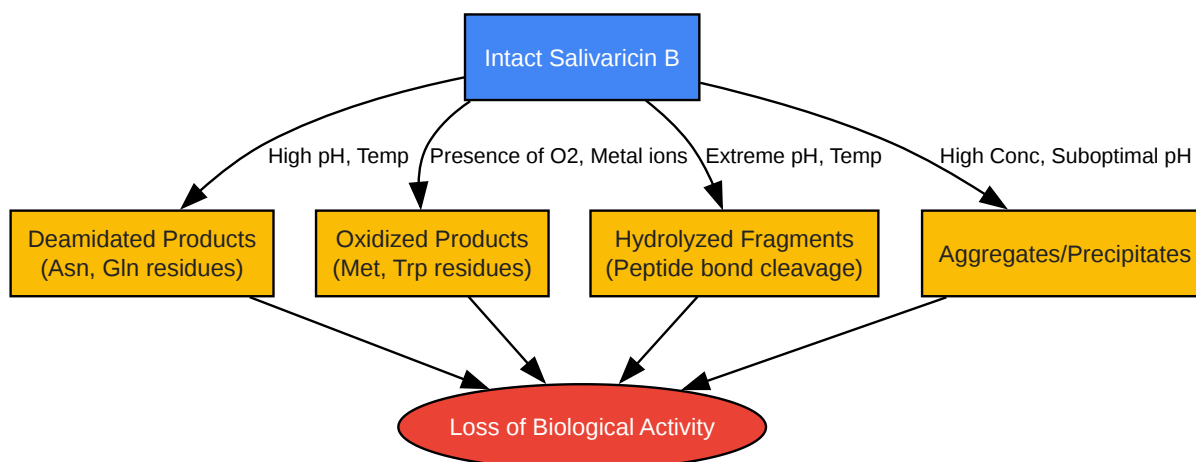 Intact Salivaricin B
High pH, Temp
Presence of O2, Metal ions
Extreme pH, Temp
High Conc, Suboptimal pH
Deamidated Products
(Asn, Gln residues)
Oxidized Products
(Met, Trp residues)
Hydrolyzed Fragments
(Peptide bond cleavage)
Aggregates/Precipitates
Loss of Biological Activity